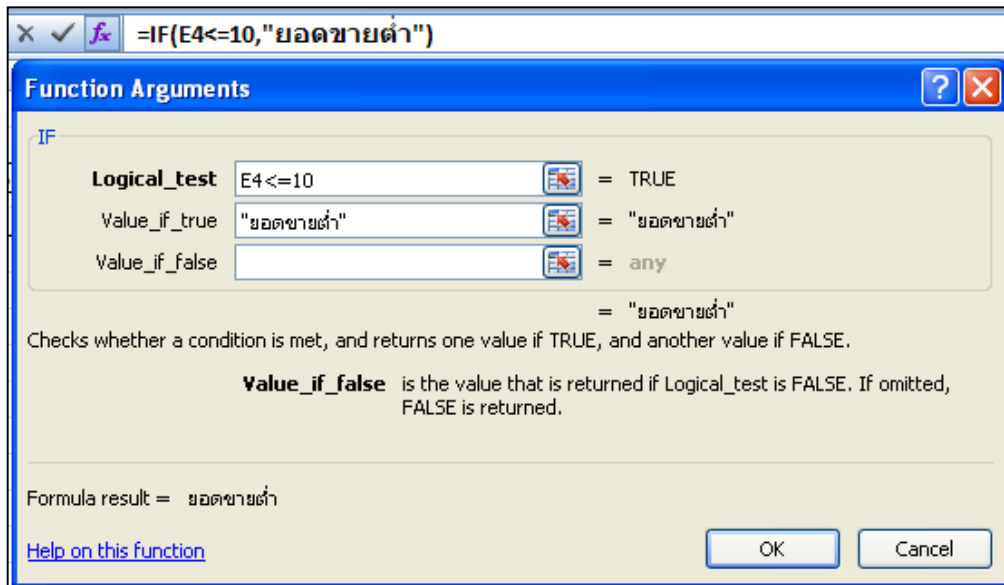 =IF(E4<=10,"ยอดขายต่ำ")
Function Arguments
IF
Logical_test E4<=10 = TRUE
Value_if_true "ยอดขายต่ำ" = "ยอดขายต่ำ"
Value_if_false = any
= "ยอดขายต่ำ"
Checks whether a condition is met, and returns one value if TRUE, and another value if FALSE.
Value_if_false is the value that is returned if Logical_test is FALSE. If omitted,
FALSE is returned.
Formula result = ยอดขายต่ำ
Help on this function OK Cancel